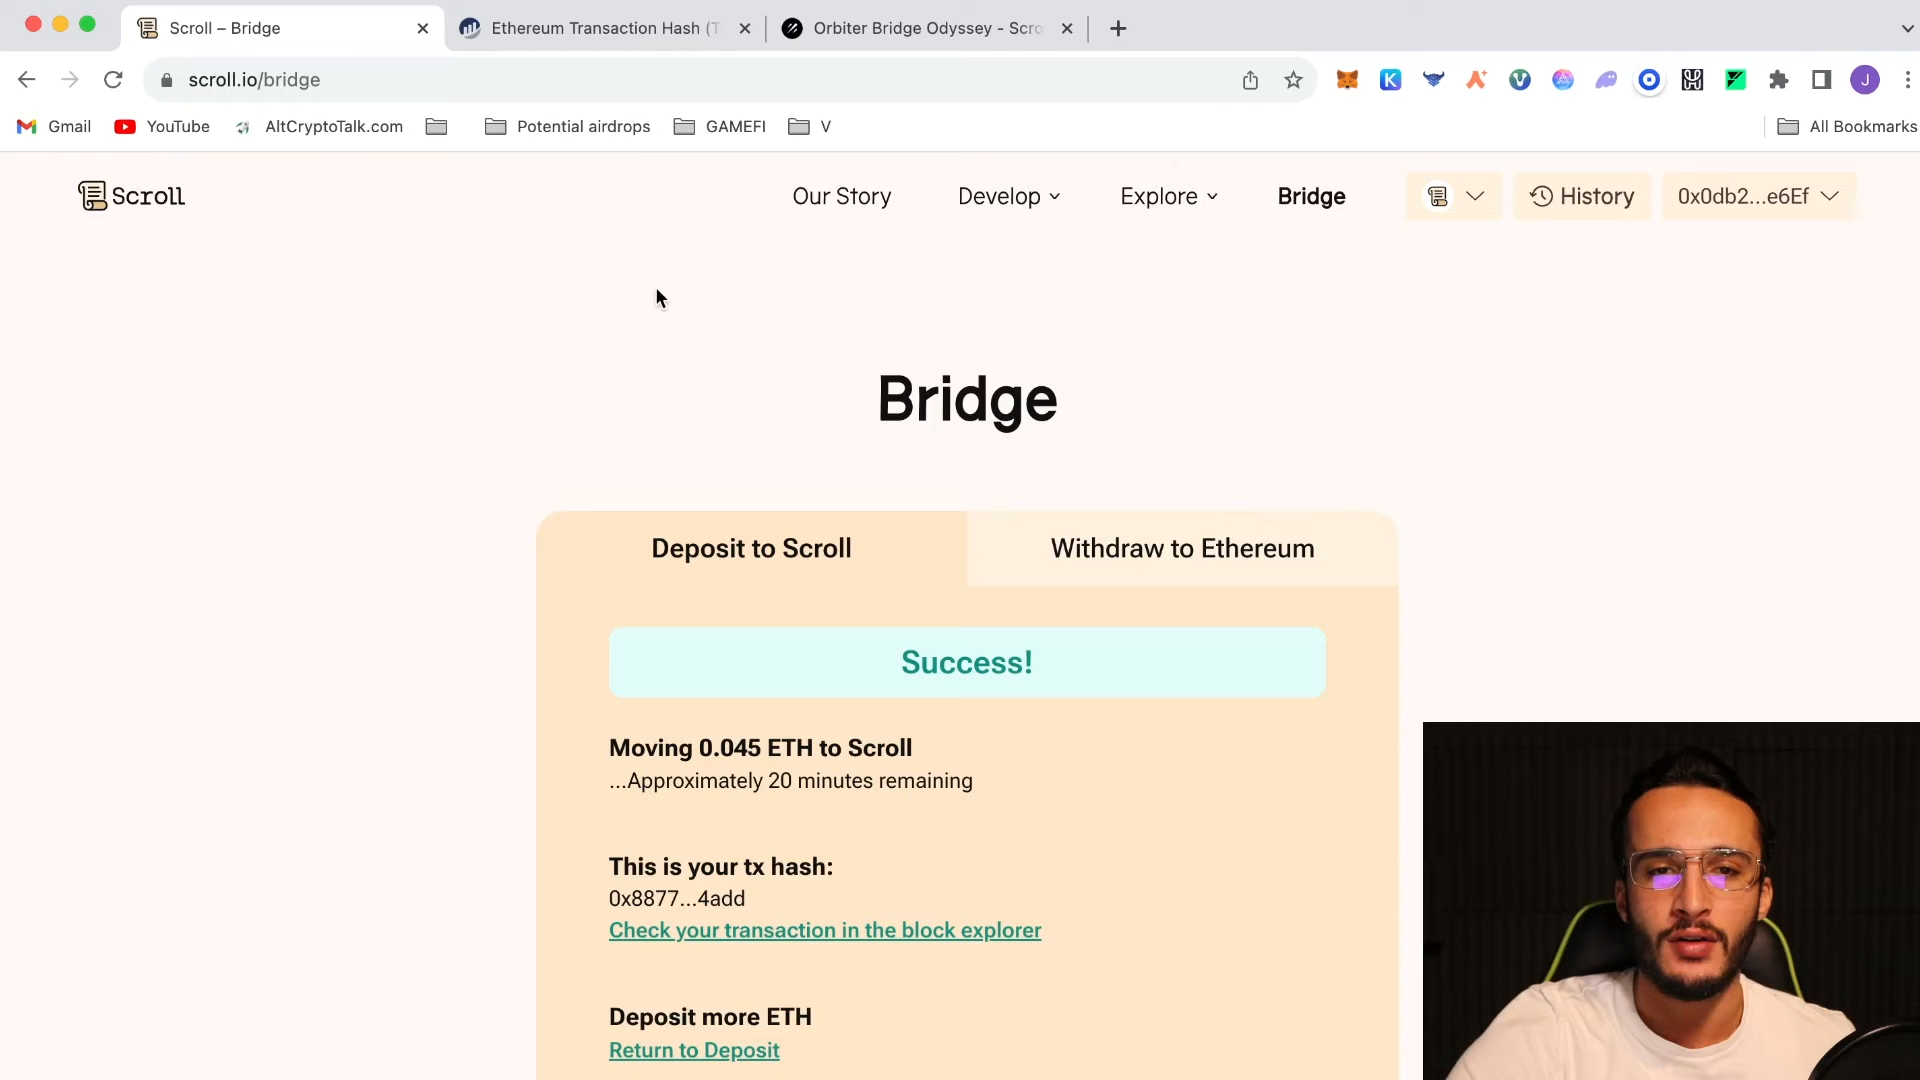 Scroll – Bridge
Ethereum Transaction Hash (T
Orbiter Bridge Odyssey - Scro
scroll.io/bridge
J
Gmail
YouTube
AltCryptoTalk.com
Potential airdrops
GAMEFI
V
All Bookmarks
Scroll
Our Story
Develop
Explore
Bridge
History
0x0db2...e6Ef
Bridge
Deposit to Scroll
Withdraw to Ethereum
Success!
Moving 0.045 ETH to Scroll
...Approximately 20 minutes remaining
This is your tx hash:
0x8877...4add
Check your transaction in the block explorer
Deposit more ETH
Return to Deposit